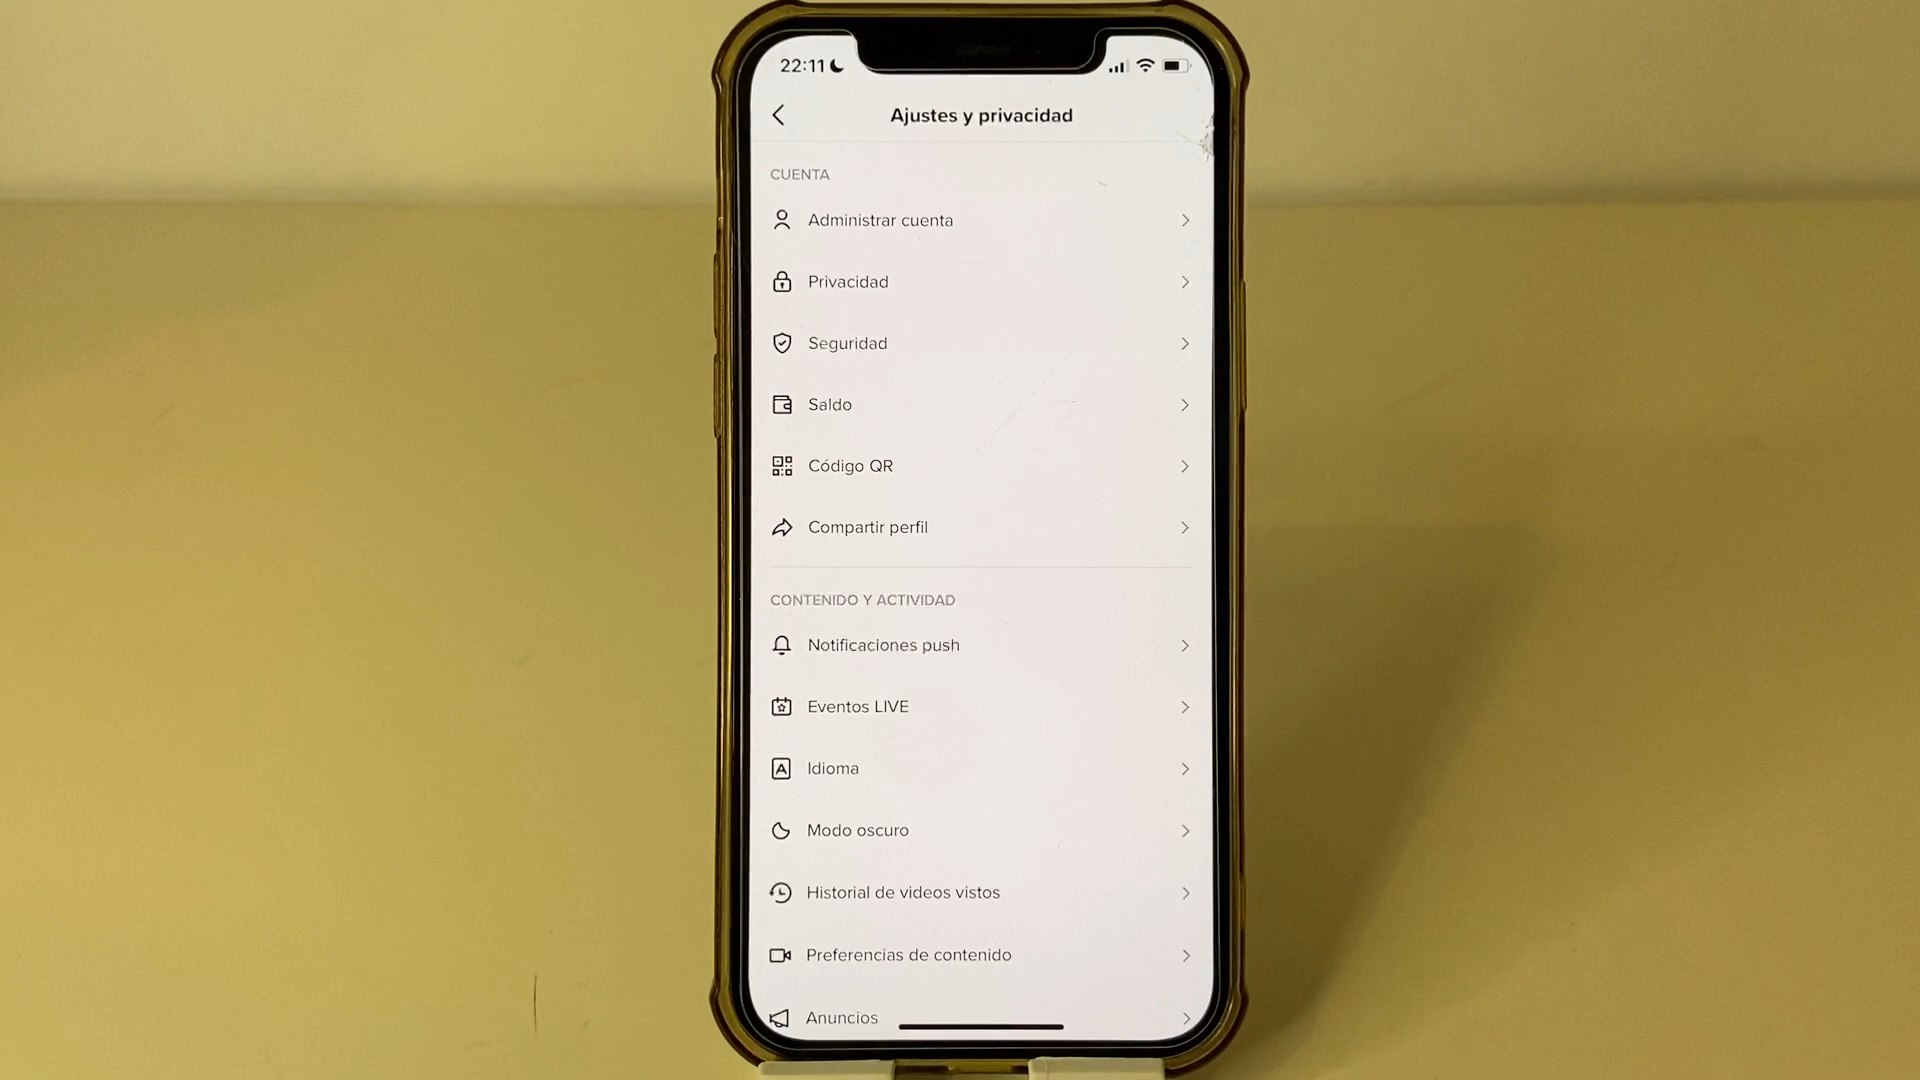 22:11
Ajustes y privacidad
CUENTA
Administrar cuenta
Privacidad
Seguridad
Saldo
Código QR
Compartir perfil
CONTENIDO Y ACTIVIDAD
Notificaciones push
Eventos LIVE
Idioma
Modo oscuro
Historial de videos vistos
Preferencias de contenido
Anuncios